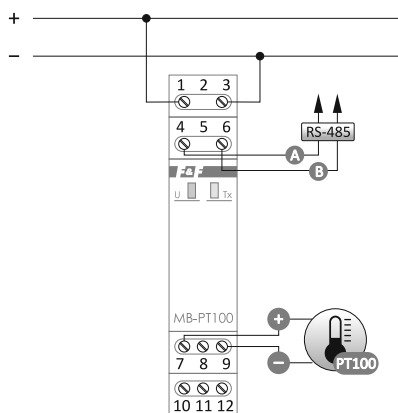 +
−
1 2 3
4 5 6
RS-485
A
B
F&F
U Tx
MB-PT100
+
−
PT100
7 8 9
10 11 12